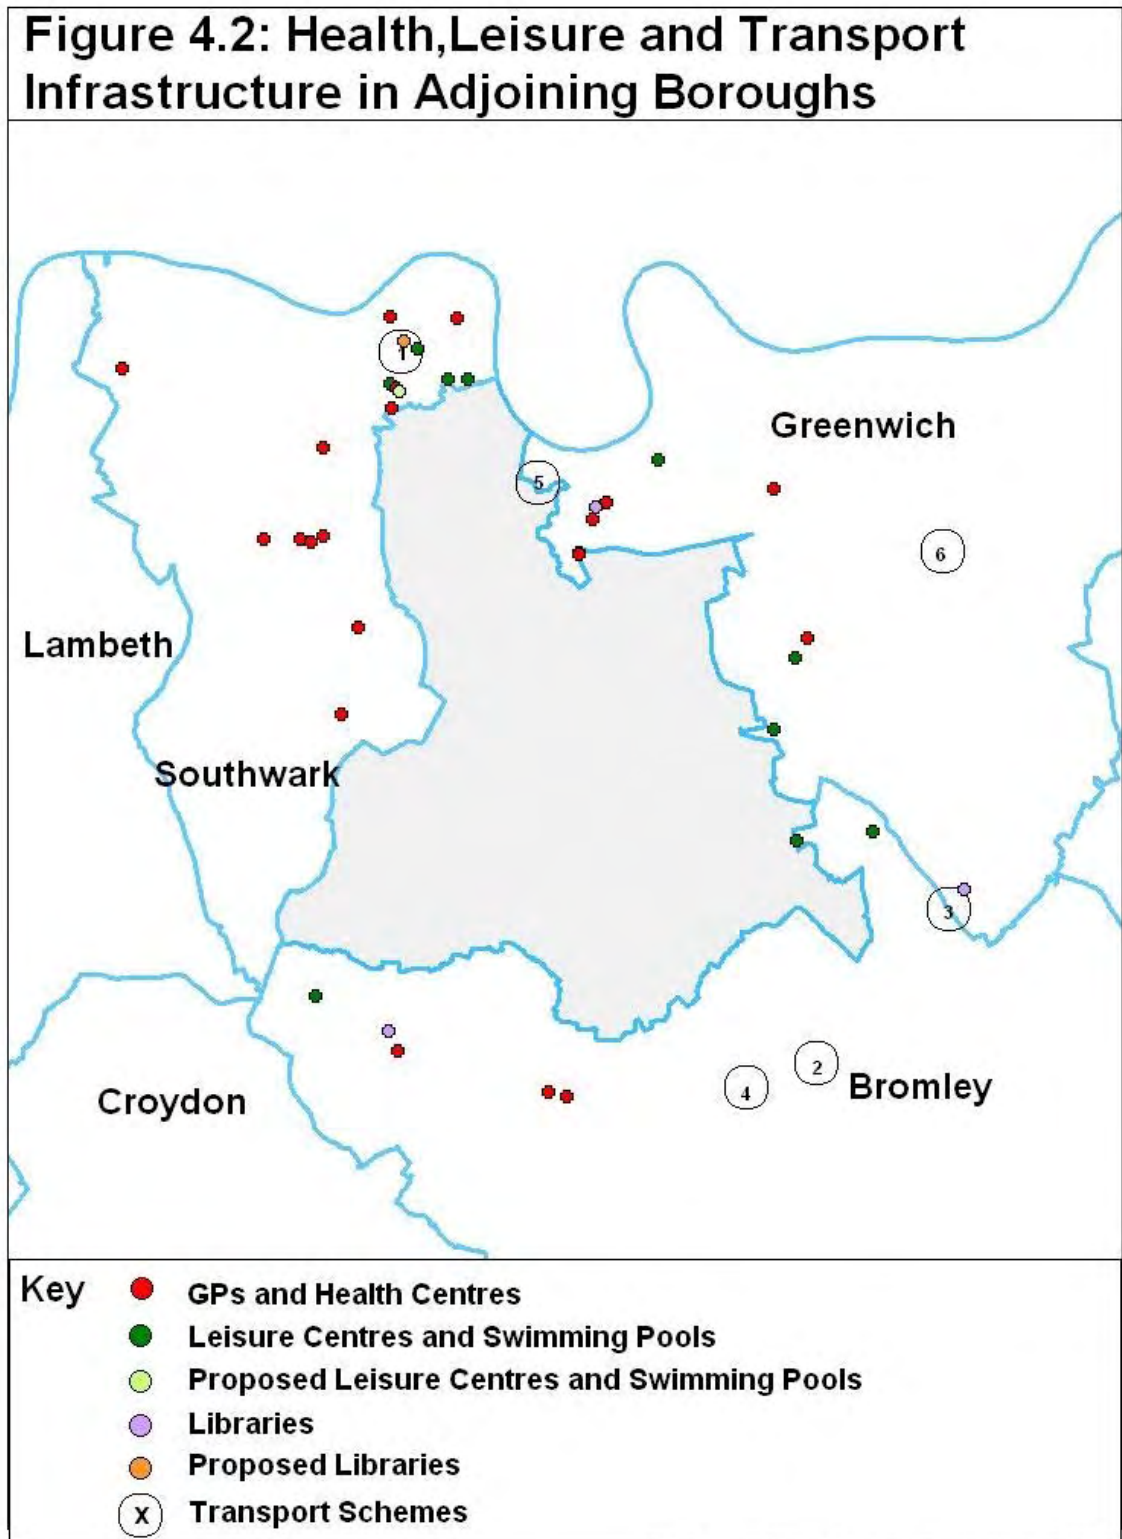 Figure 4.2: Health,Leisure and Transport
Infrastructure in Adjoining Boroughs
1
Greenwich
5
6
Lambeth
Southwark
3
2
4
Bromley
Croydon
Key
GPs and Health Centres
Leisure Centres and Swimming Pools
Proposed Leisure Centres and Swimming Pools
Libraries
Proposed Libraries
X Transport Schemes